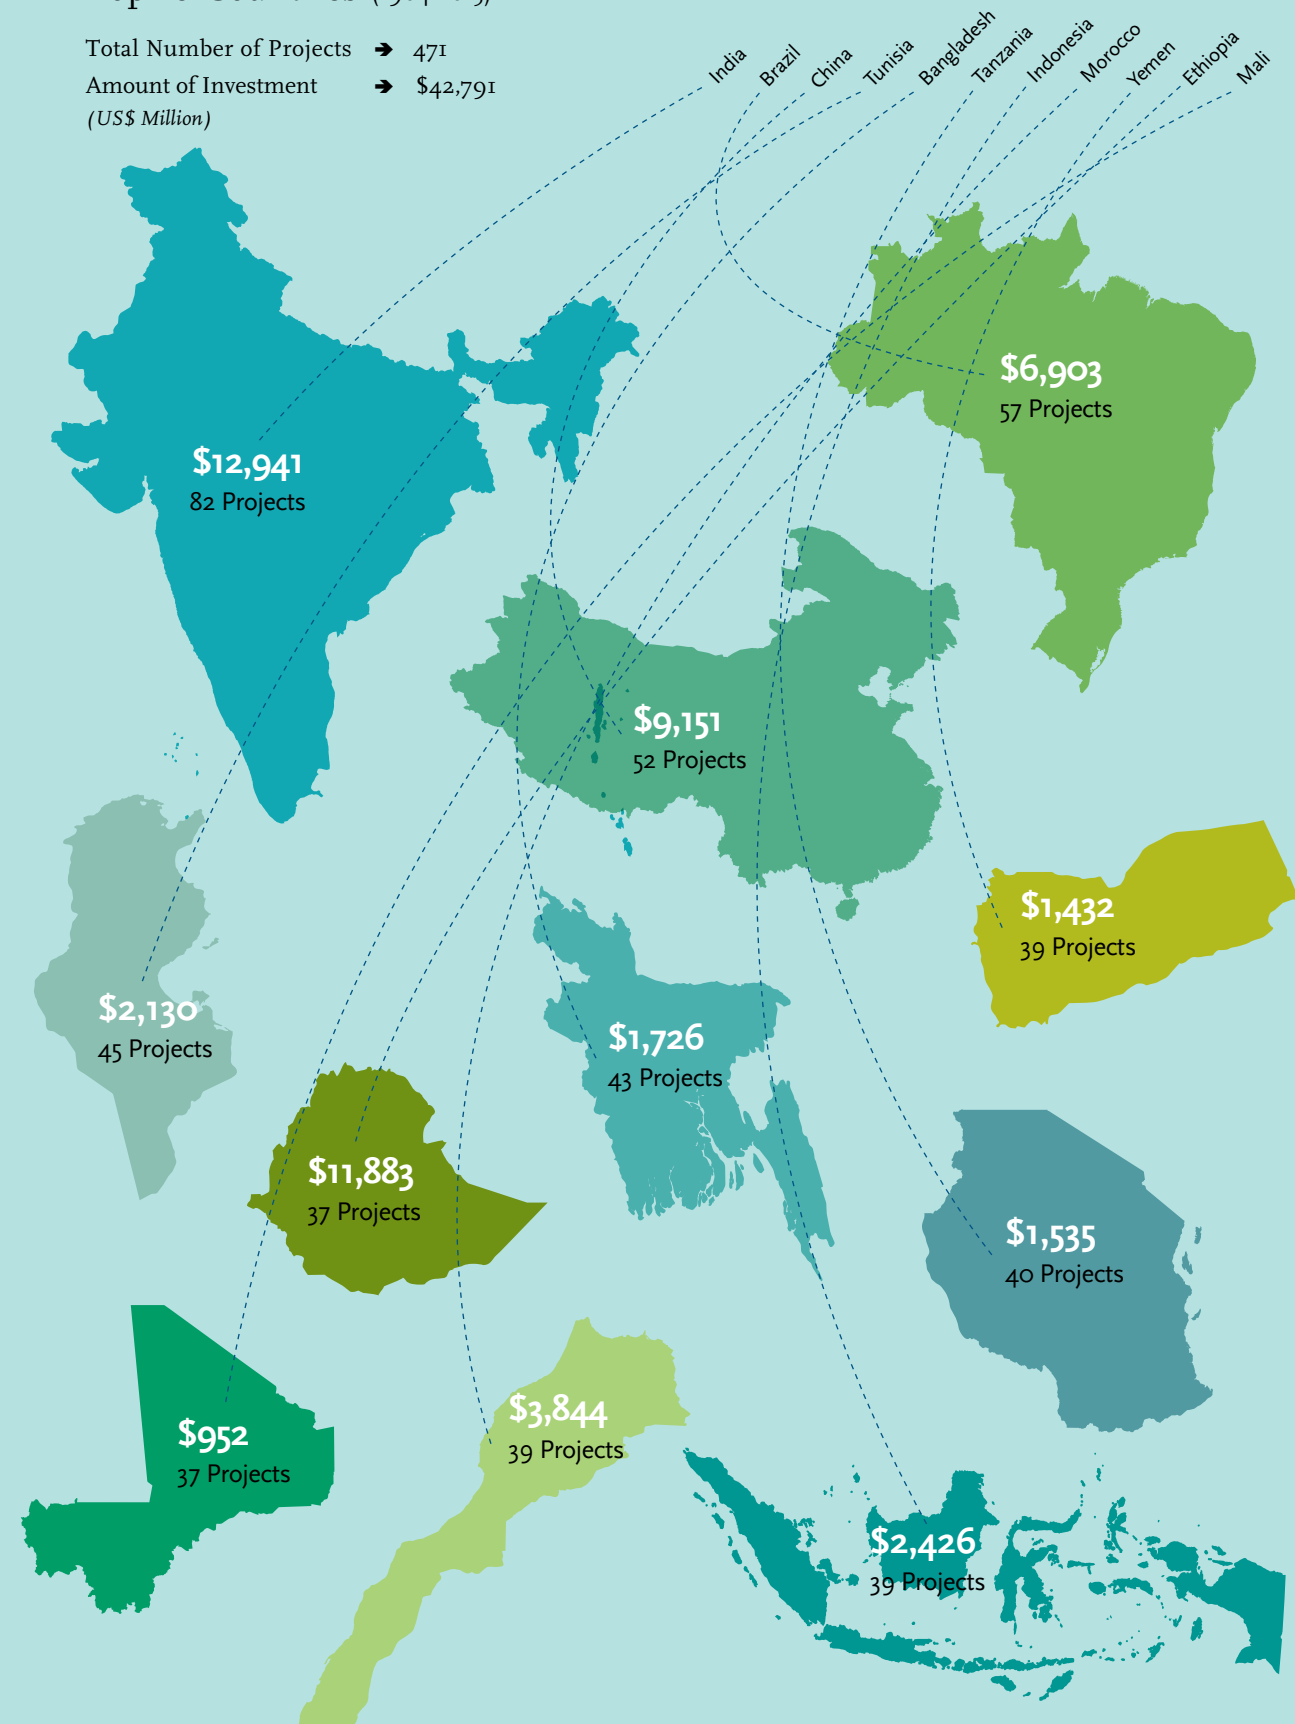 Total Number of Projects ➔ 471
Amount of Investment ➔ $42,791
(US$ Million)
India
Brazil
China
Tunisia
Bangladesh
Tanzania
Indonesia
Morocco
Yemen
Ethiopia
Mali
$6,903
57 Projects
$12,941
82 Projects
$9,151
52 Projects
$1,432
39 Projects
$2,130
45 Projects
$1,726
43 Projects
$11,883
37 Projects
$1,535
40 Projects
$3,844
39 Projects
$952
37 Projects
$2,426
39 Projects